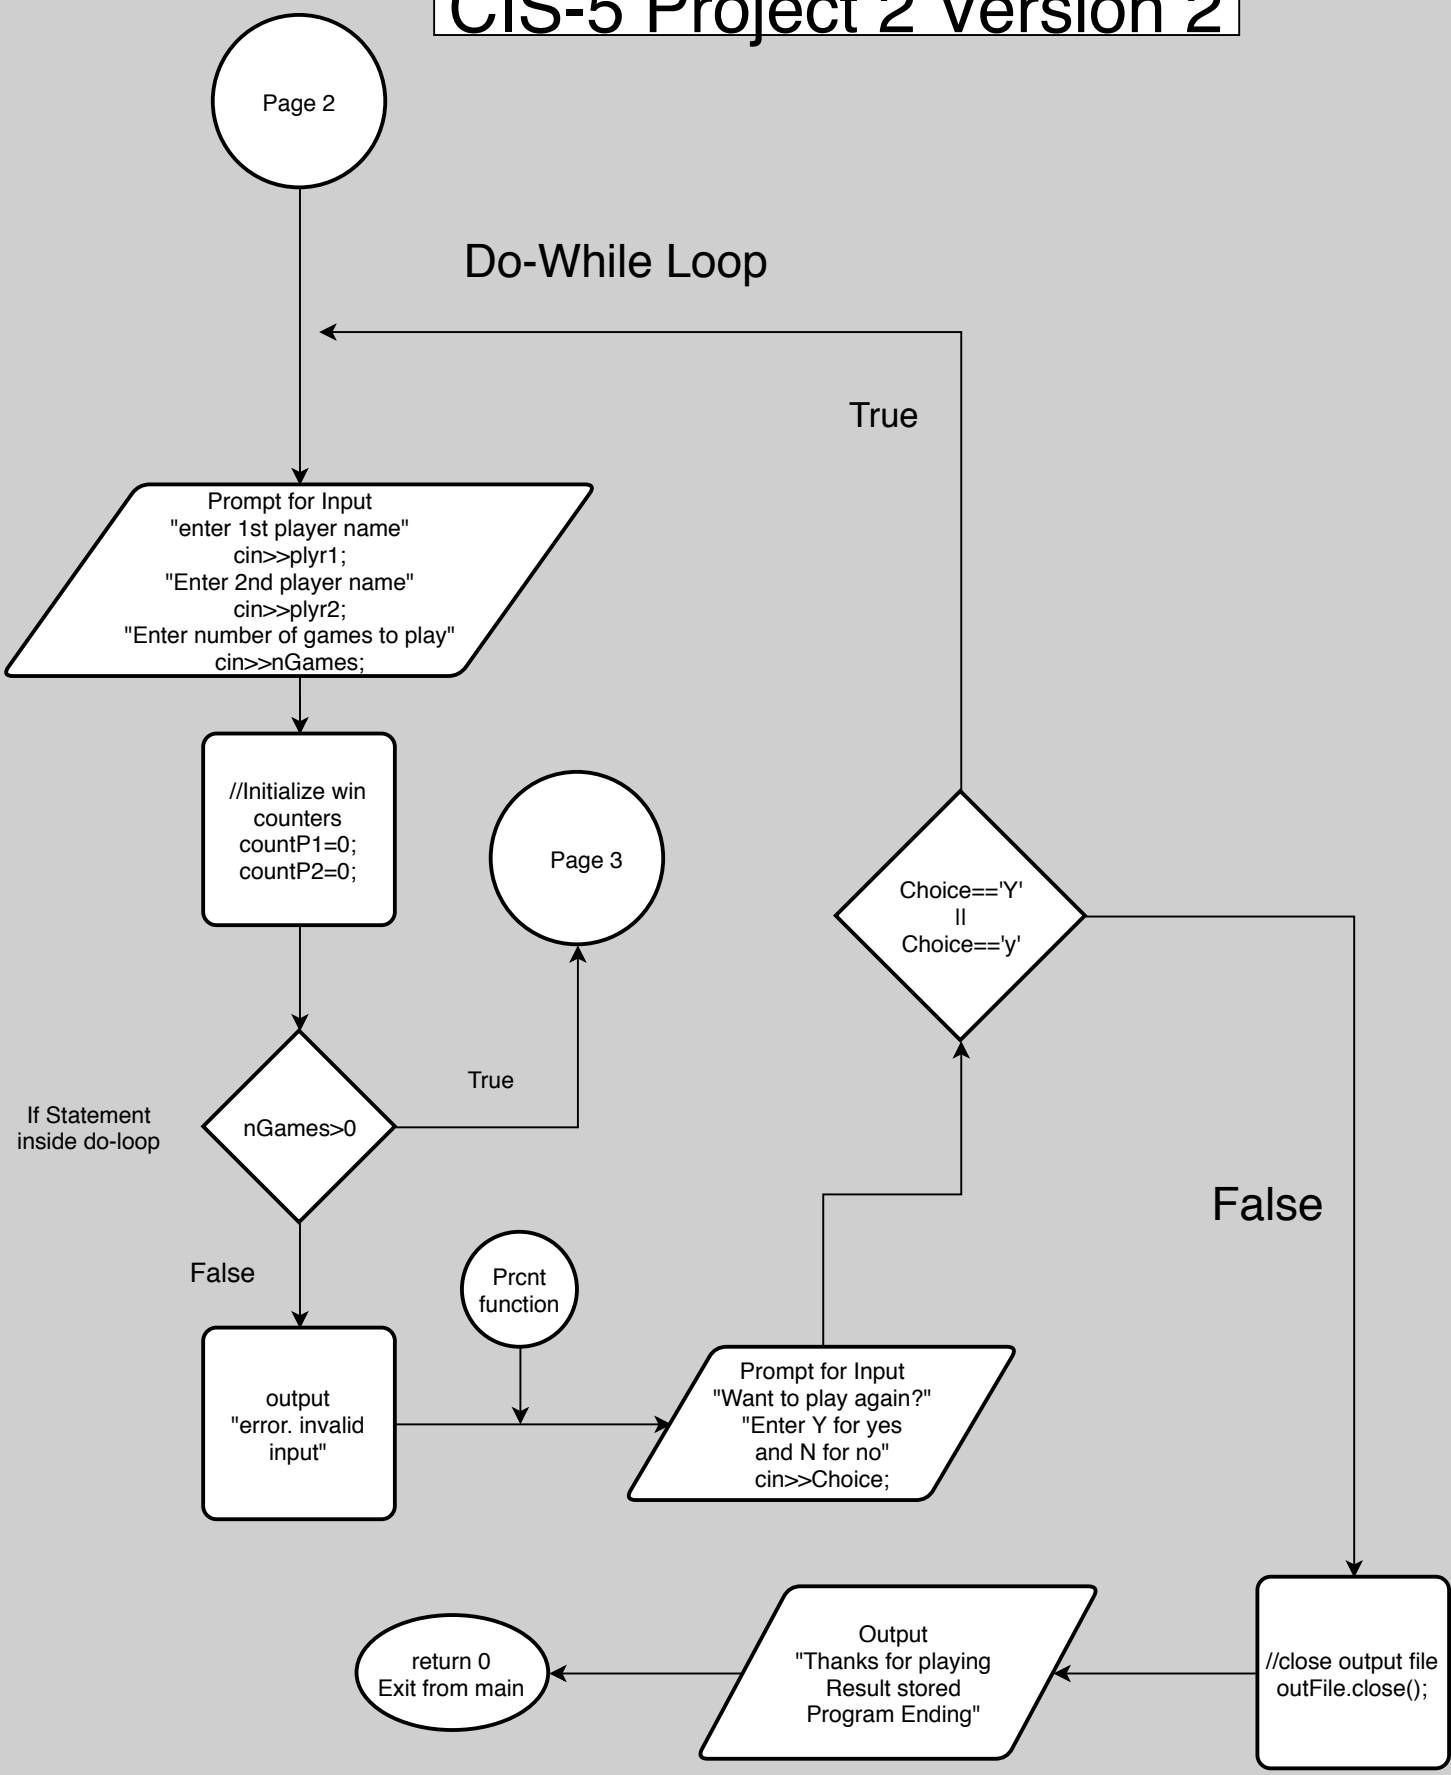 CIS-5 Project 2 Version 2
Page 2
Do-While Loop
True
Prompt for Input
"enter 1st player name"
cin>>plyr1;
"Enter 2nd player name"
cin>>plyr2;
"Enter number of games to play"
cin>>nGames;
//Initialize win
counters
countP1=0;
countP2=0;
Page 3
Choice=='Y'
||
Choice=='y'
If Statement
inside do-loop
nGames>0
True
False
False
Prcnt
function
output
"error. invalid
input"
Prompt for Input
"Want to play again?"
"Enter Y for yes
and N for no"
cin>>Choice;
return 0
Exit from main
Output
"Thanks for playing
Result stored
Program Ending"
//close output file
outFile.close();